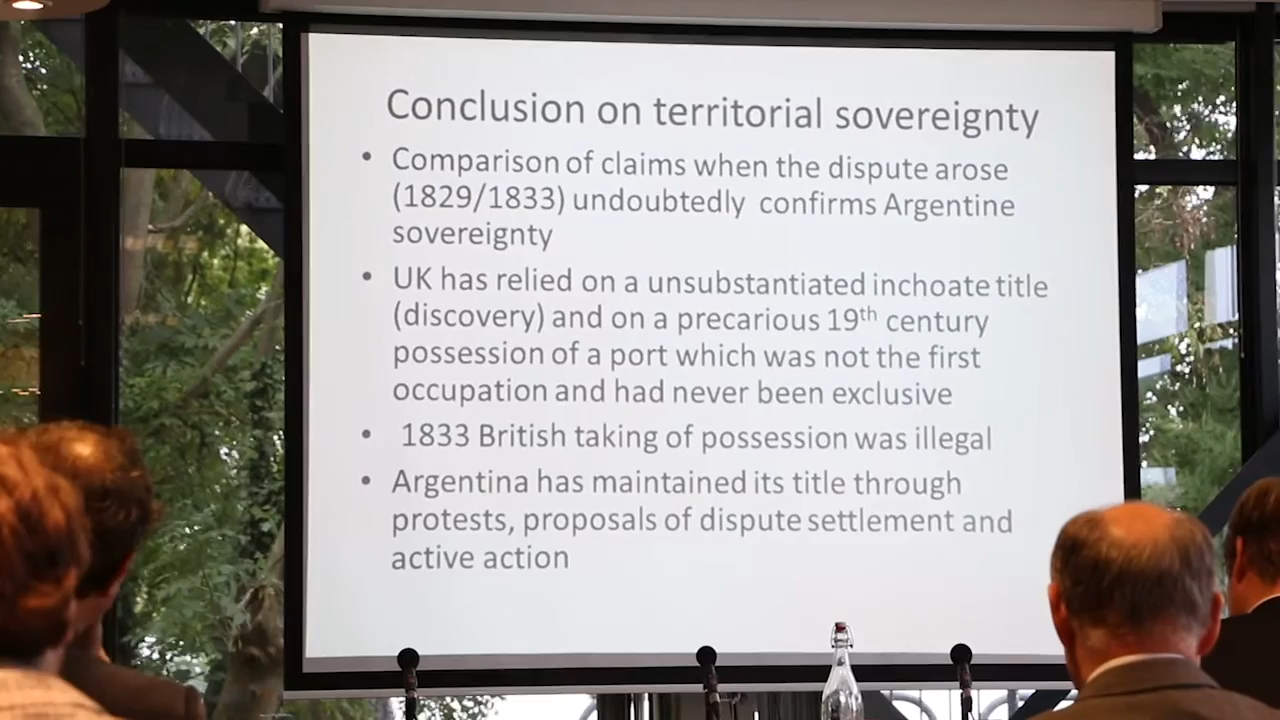 Conclusion on territorial sovereignty
• Comparison of claims when the dispute arose
(1829/1833) undoubtedly confirms Argentine
sovereignty
• UK has relied on a unsubstantiated inchoate title
(discovery) and on a precarious 19th century
possession of a port which was not the first
occupation and had never been exclusive
• 1833 British taking of possession was illegal
• Argentina has maintained its title through
protests, proposals of dispute settlement and
active action